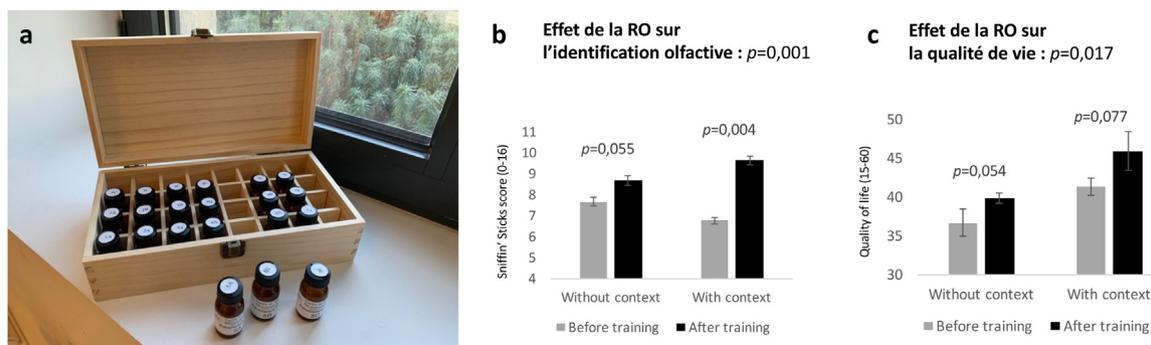 a
b
Effet de la RO sur
l’identification olfactive : p=0,001
Sniffin’ Sticks score (0-16)
11
10
9
8
7
6
5
4
p=0,055
p=0,004
Without context
With context
Before training
After training
c
Effet de la RO sur
la qualité de vie : p=0,017
Quality of life (15-60)
50
45
40
35
30
p=0,054
p=0,077
Without context
With context
Before training
After training